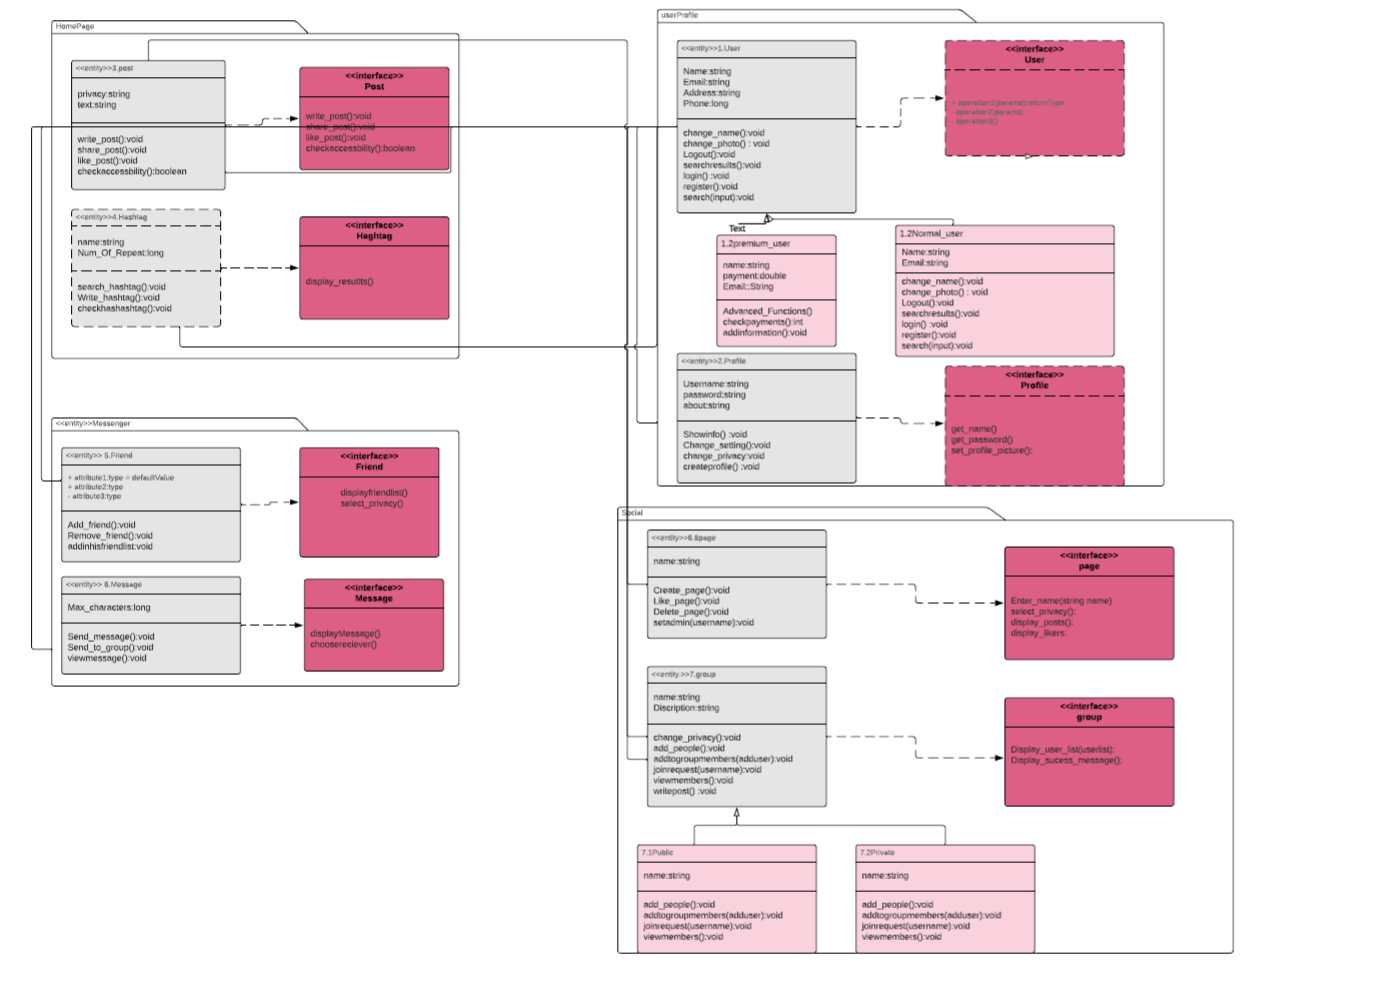 HomePage
<<entity>>3.post
privacy:string
text:string
write_post():void
share_post():void
like_post():void
checkaccessbility():boolean
<<interface>>
Post
write_post():void
share_post():void
like_post():void
checkaccessbility():boolean
<<entity>>4.Hashtag
name:string
Num_Of_Repeat:long
search_hashtag():void
Write_hashtag():void
checkhashashtag():void
<<interface>>
Haghtag
display_resutlts()
userProfile
<<entity>>1.User
Name:string
Email:string
Address:string
Phone:long
change_name():void
change_photo() : void
Logout():void
searchresults():void
login() :void
register():void
search(input):void
<<interface>>
User
+ operation1(params):returnType
- operation2(params)
- operation3()
Text
1.2premium_user
name:string
payment:double
Email::String
Advanced_Functions()
checkpayments():int
addinformation():void
1.2Normal_user
Name:string
Email:string
change_name():void
change_photo() : void
Logout():void
searchresults():void
login() :void
register():void
search(input):void
<<entity>>2.Profile
Username:string
password:string
about:string
Showinfo() :void
Change_setting():void
change_privacy:void
createprofile() :void
<<interface>>
Profile
get_name()
get_password()
set_profile_picture():
<<entity>>Messenger
<<entity>> 5.Friend
+ attribute1:type = defaultValue
+ attribute2:type
- attribute3:type
Add_friend():void
Remove_friend():void
addinhisfriendlist:void
<<interface>>
Friend
displayfriendlist()
select_privacy()
<<entity>> 6.Message
Max_characters:long
Send_message():void
Send_to_group():void
viewmessage():void
<<interface>>
Message
displayMessage()
choosereciever()
Social
<<entity>>6.8page
name:string
Create_page():void
Like_page():void
Delete_page():void
setadmin(username):void
<<interface>>
page
Enter_name(string name)
select_privacy():
display_posts():
display_likers:
<<entity.>>7.group
name:string
Discription:string
change_privacy():void
add_people():void
addtogroupmembers(adduser):void
joinrequest(username):void
viewmembers():void
writepost() :void
<<interface>>
group
Display_user_list(userlist):
Display_sucess_message():
7.1Public
name:string
add_people():void
addtogroupmembers(adduser):void
joinrequest(username):void
viewmembers():void
7.2Private
name:string
add_people():void
addtogroupmembers(adduser):void
joinrequest(username):void
viewmembers():void